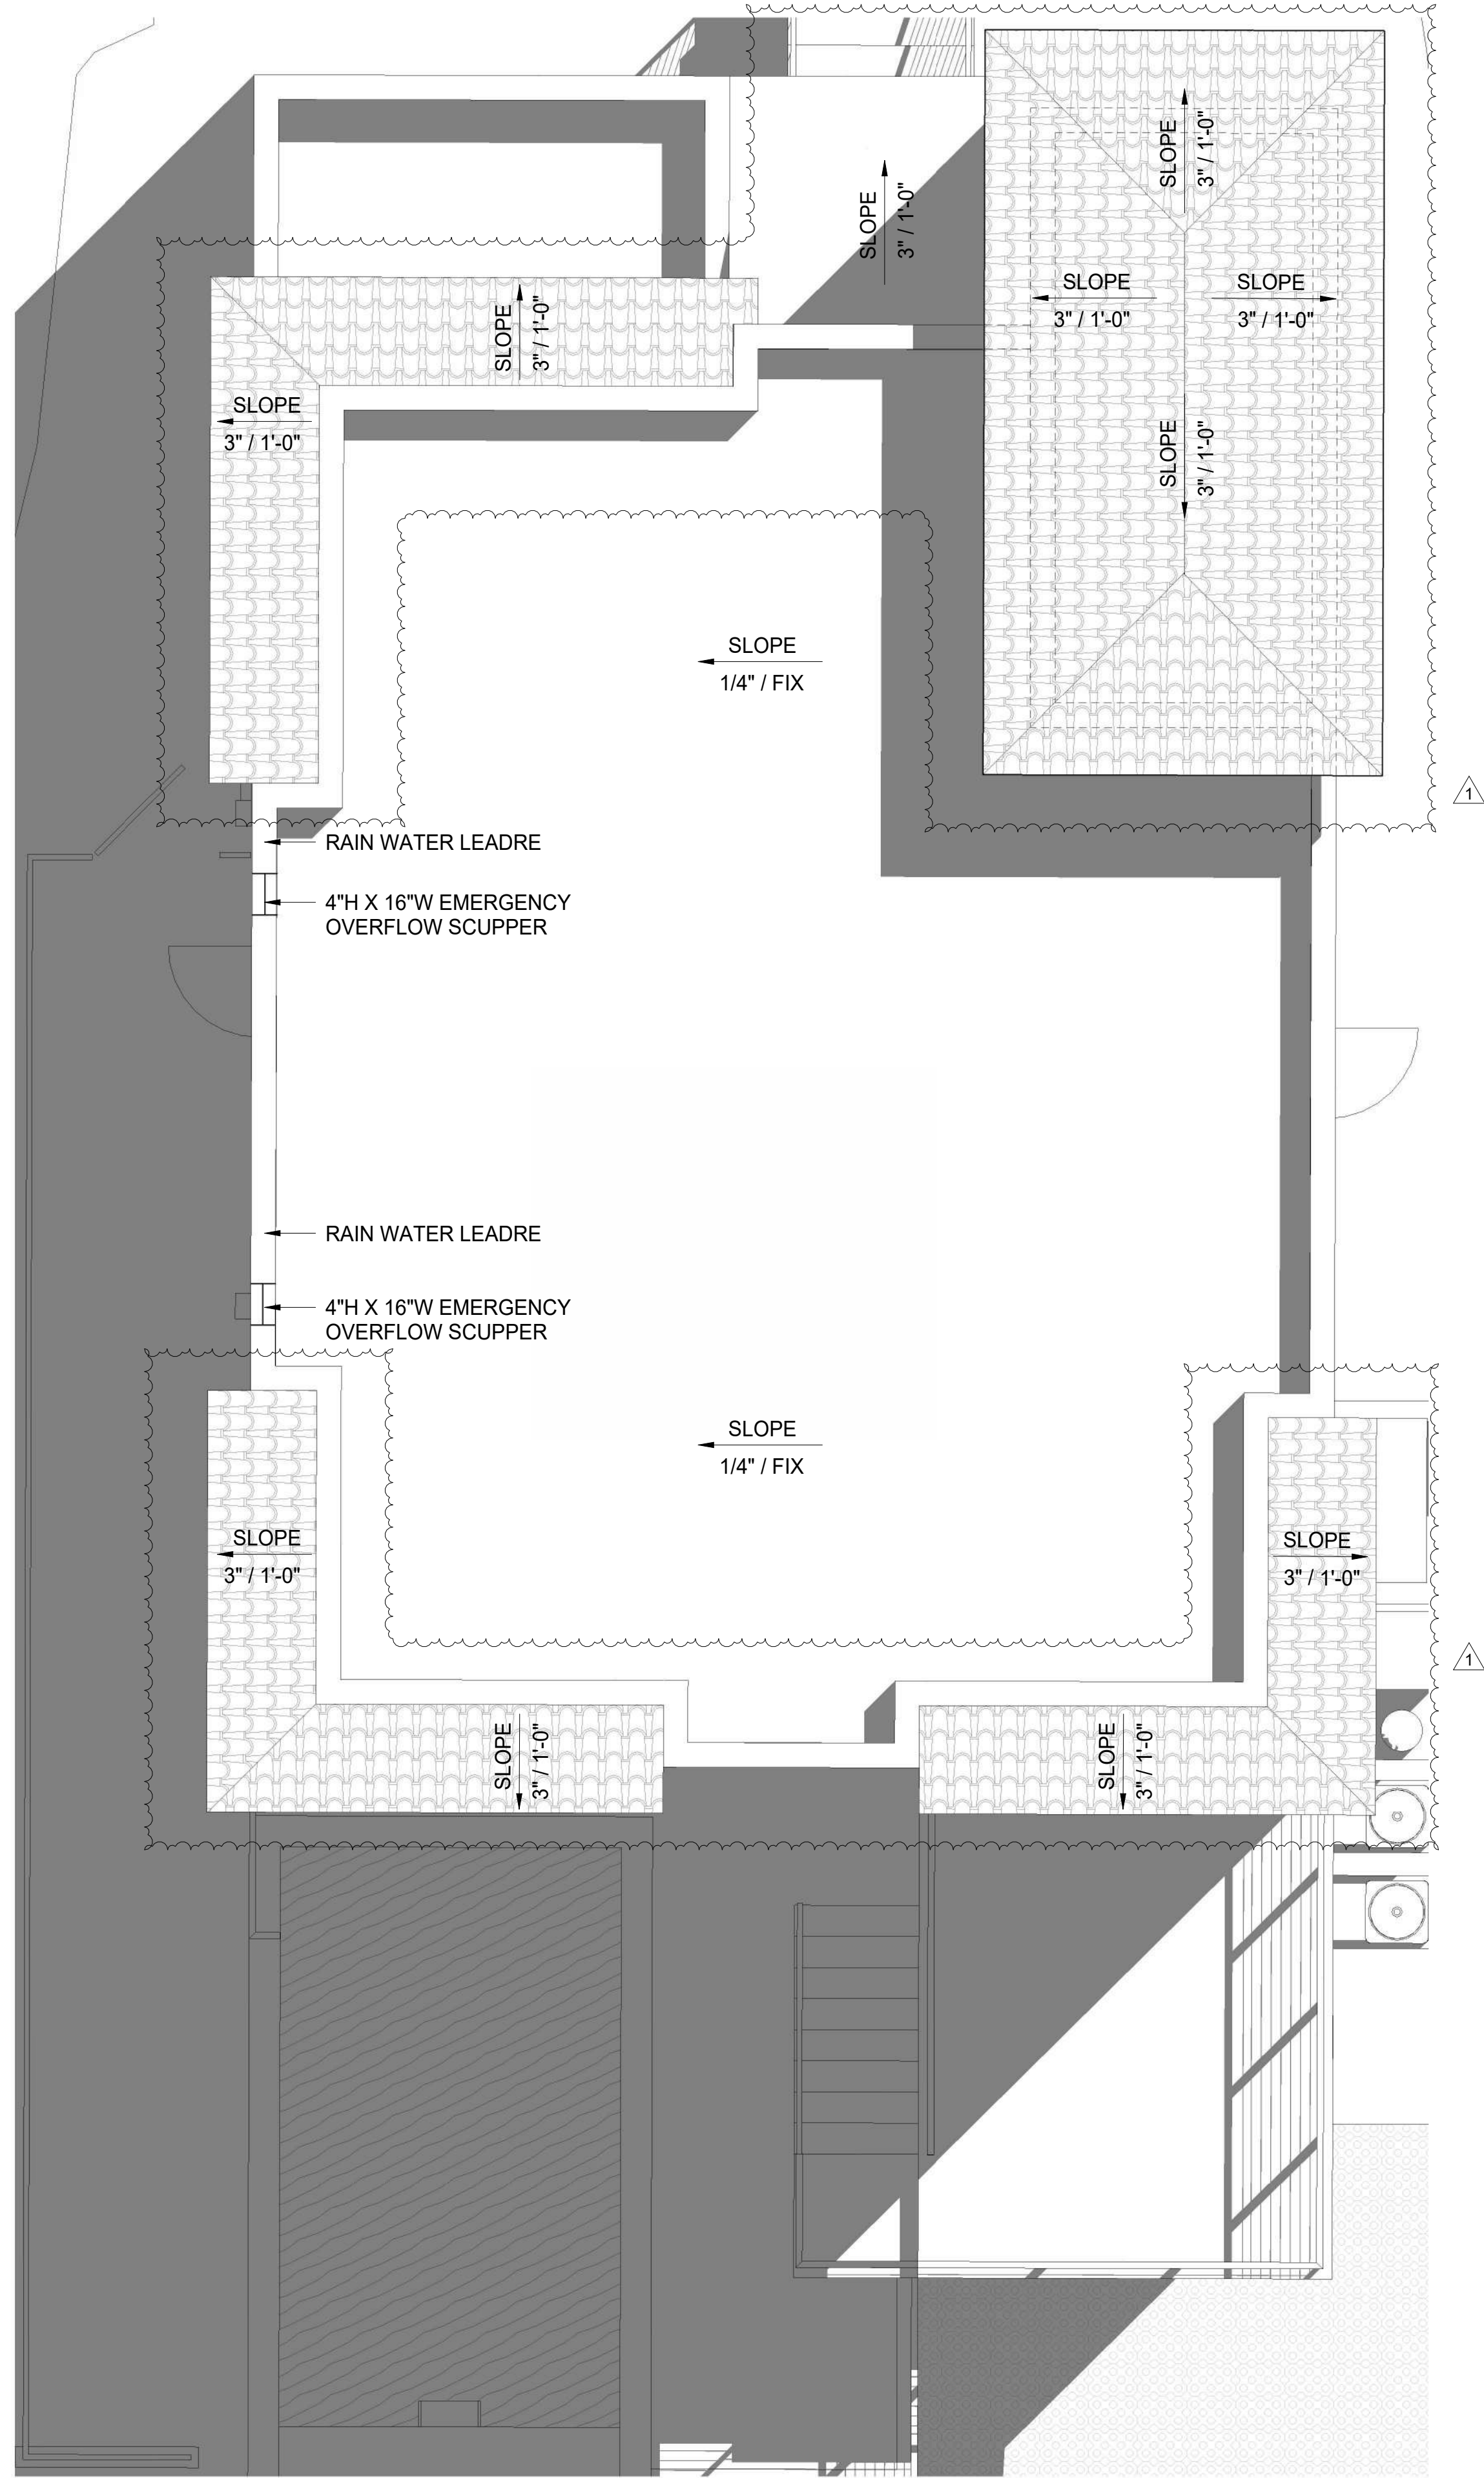 SLOPE
3" / 1'-0"
SLOPE
3" / 1'-0"
SLOPE
3" / 1'-0"
SLOPE
3" / 1'-0"
SLOPE
3" / 1'-0"
SLOPE
3" / 1'-0"
SLOPE
3" / 1'-0"
SLOPE
1/4" / FIX
1
RAIN WATER LEADRE
4"H X 16"W EMERGENCY
OVERFLOW SCUPPER
RAIN WATER LEADRE
4"H X 16"W EMERGENCY
OVERFLOW SCUPPER
SLOPE
1/4" / FIX
SLOPE
3" / 1'-0"
SLOPE
3" / 1'-0"
1
SLOPE
3" / 1'-0"
SLOPE
3" / 1'-0"